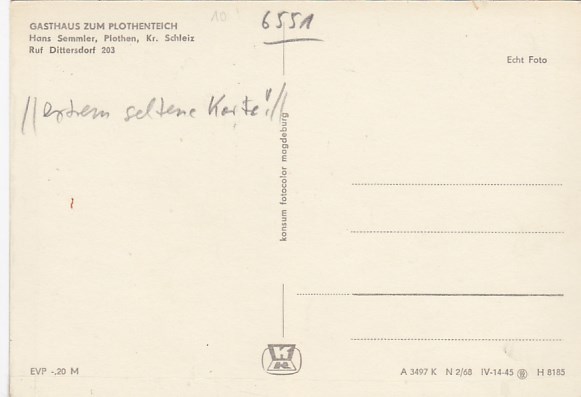 GASTHAUS ZUM PLOTHENTEICH
Hans Semmler, Plothen, Kr. Schleiz
Ruf Dittersdorf 203
10
6551
Echt Foto
//extrem seltene Karte!//
konsum fotocolor magdeburg
EVP -,20 M
A 3497 K N 2/68 IV-14-45 H 8185